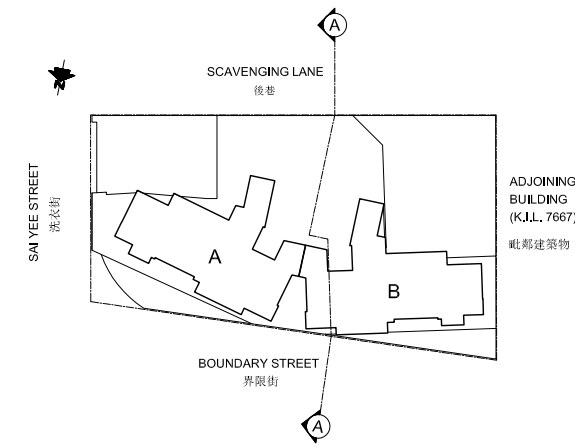 A
SCAVENGING LANE
後巷
SAI YEE STREET
洗衣街
ADJOINING
BUILDING
(K.I.L. 7667)
毗鄰建築物
A
B
BOUNDARY STREET
界限街
A